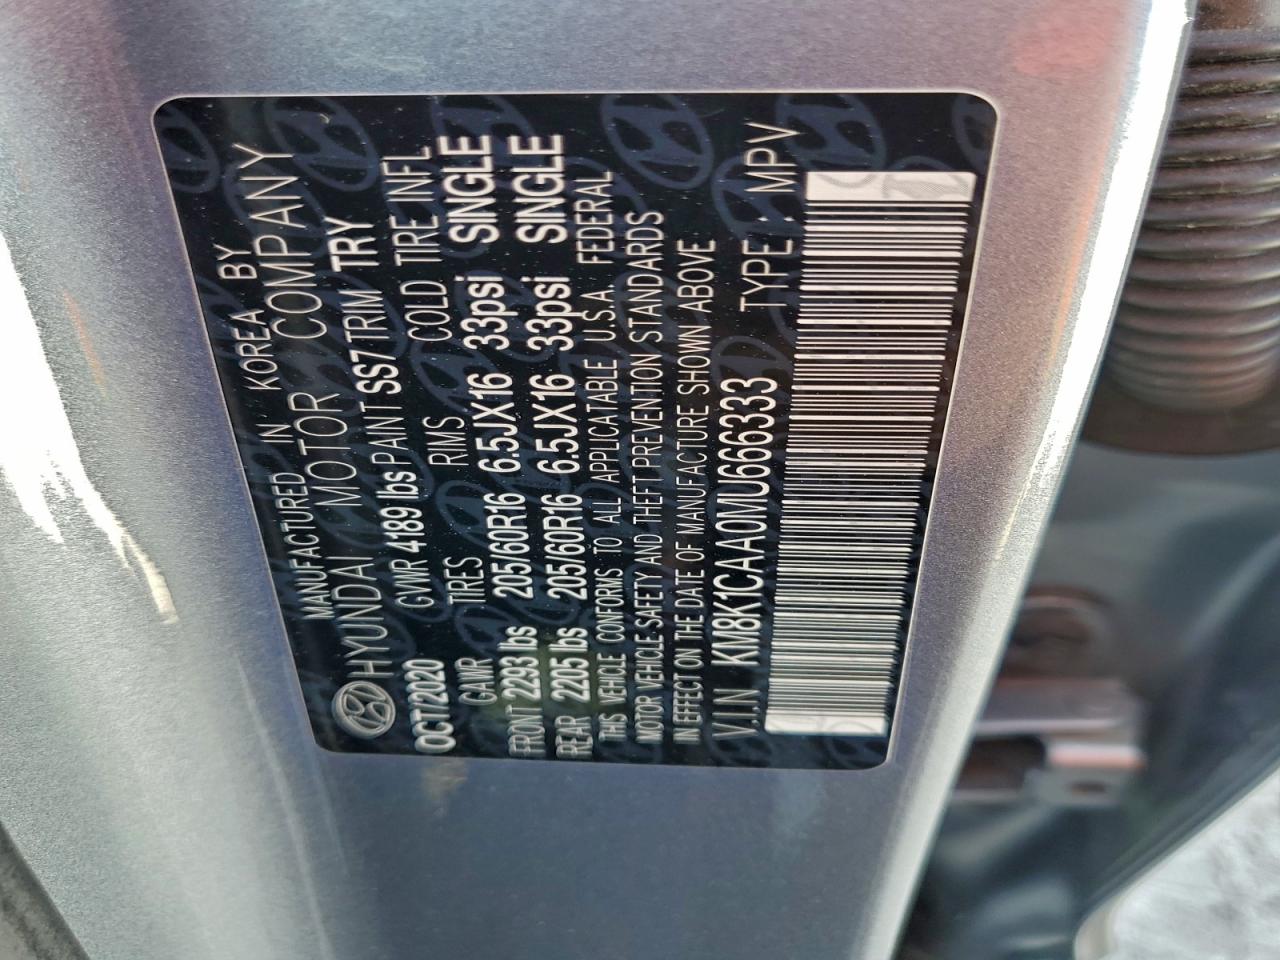 MANUFACTURED IN KOREA BY
HYUNDAI MOTOR COMPANY
OCT/2020 GVWR 4189 lbs PAINT SS7 TRIM TRY
GAWR TIRES RIMS COLD TIRE INFL
FRONT 2293 lbs 205/60R16 6.5JX16 33psi SINGLE
REAR 2205 lbs 205/60R16 6.5JX16 33psi SINGLE
THIS VEHICLE CONFORMS TO ALL APPLICATABLE U.S.A. FEDERAL
MOTOR VEHICLE SAFETY AND THEFT PREVENTION STANDARDS
IN EFFECT ON THE DATE OF MANUFACTURE SHOWN ABOVE
V.I.N KM8K1CAA0MU666333 TYPE : MPV